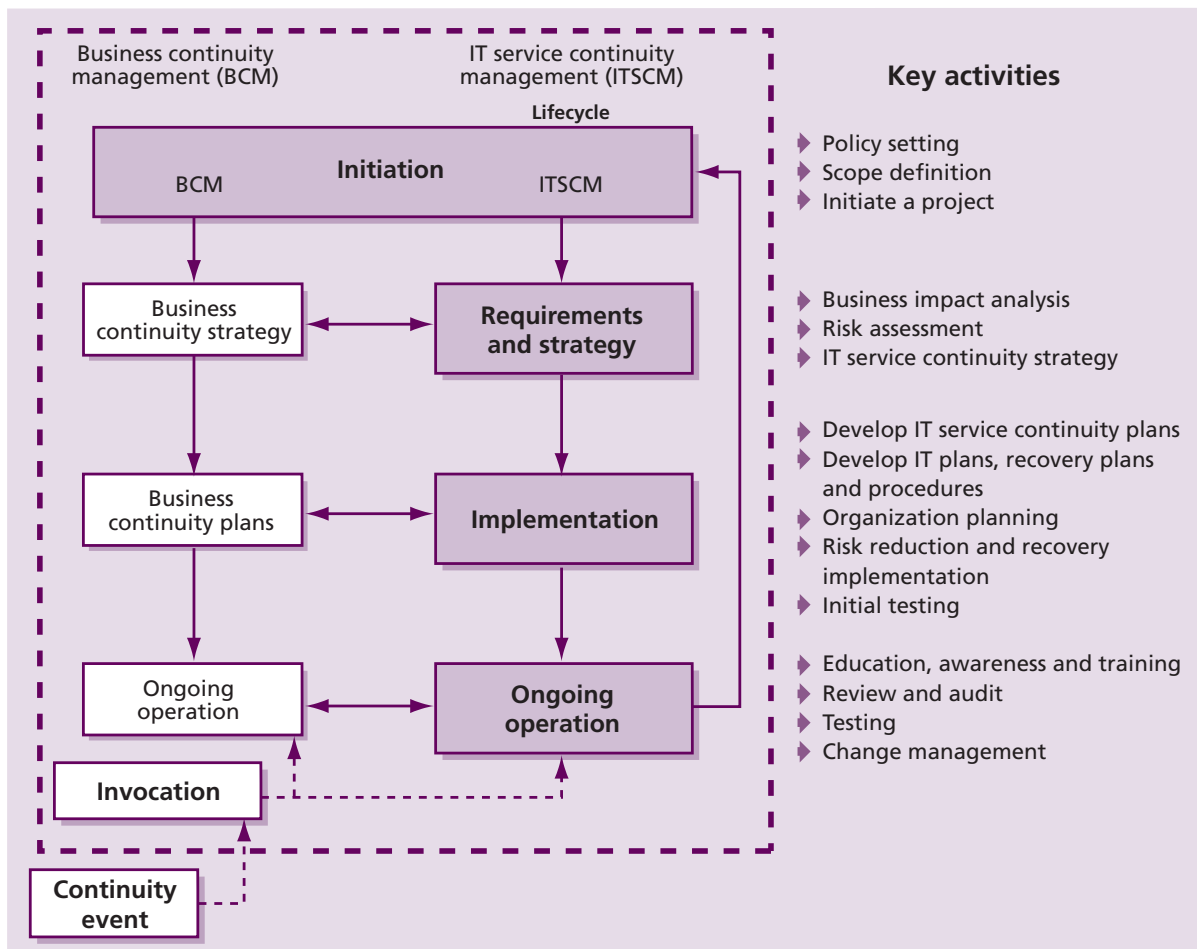 Business continuity
management (BCM)
IT service continuity
management (ITSCM)
Lifecycle
Initiation
BCM
ITSCM
Business
continuity strategy
Requirements
and strategy
Business
continuity plans
Implementation
Ongoing
operation
Ongoing
operation
Invocation
Continuity
event
Key activities
Policy setting
Scope definition
Initiate a project
Business impact analysis
Risk assessment
IT service continuity strategy
Develop IT service continuity plans
Develop IT plans, recovery plans
and procedures
Organization planning
Risk reduction and recovery
implementation
Initial testing
Education, awareness and training
Review and audit
Testing
Change management